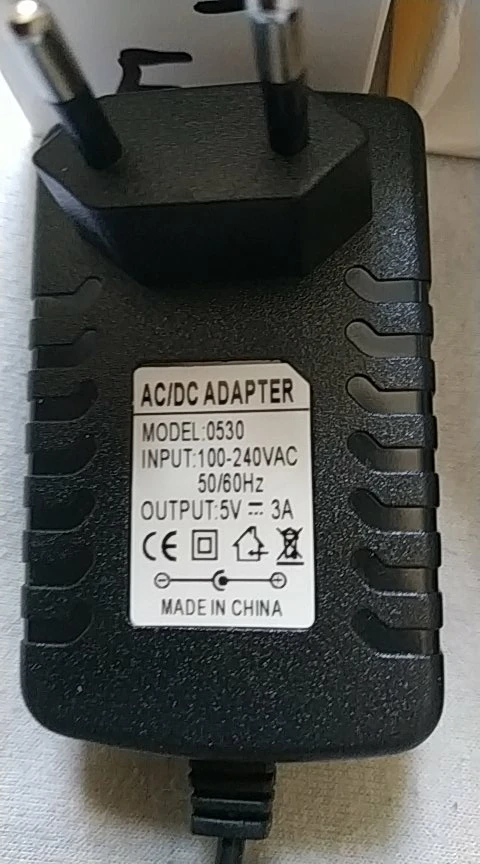 AC/DC ADAPTER
MODEL:0530
INPUT:100-240VAC
50/60Hz
OUTPUT:5V ⎓ 3A
CE
MADE IN CHINA